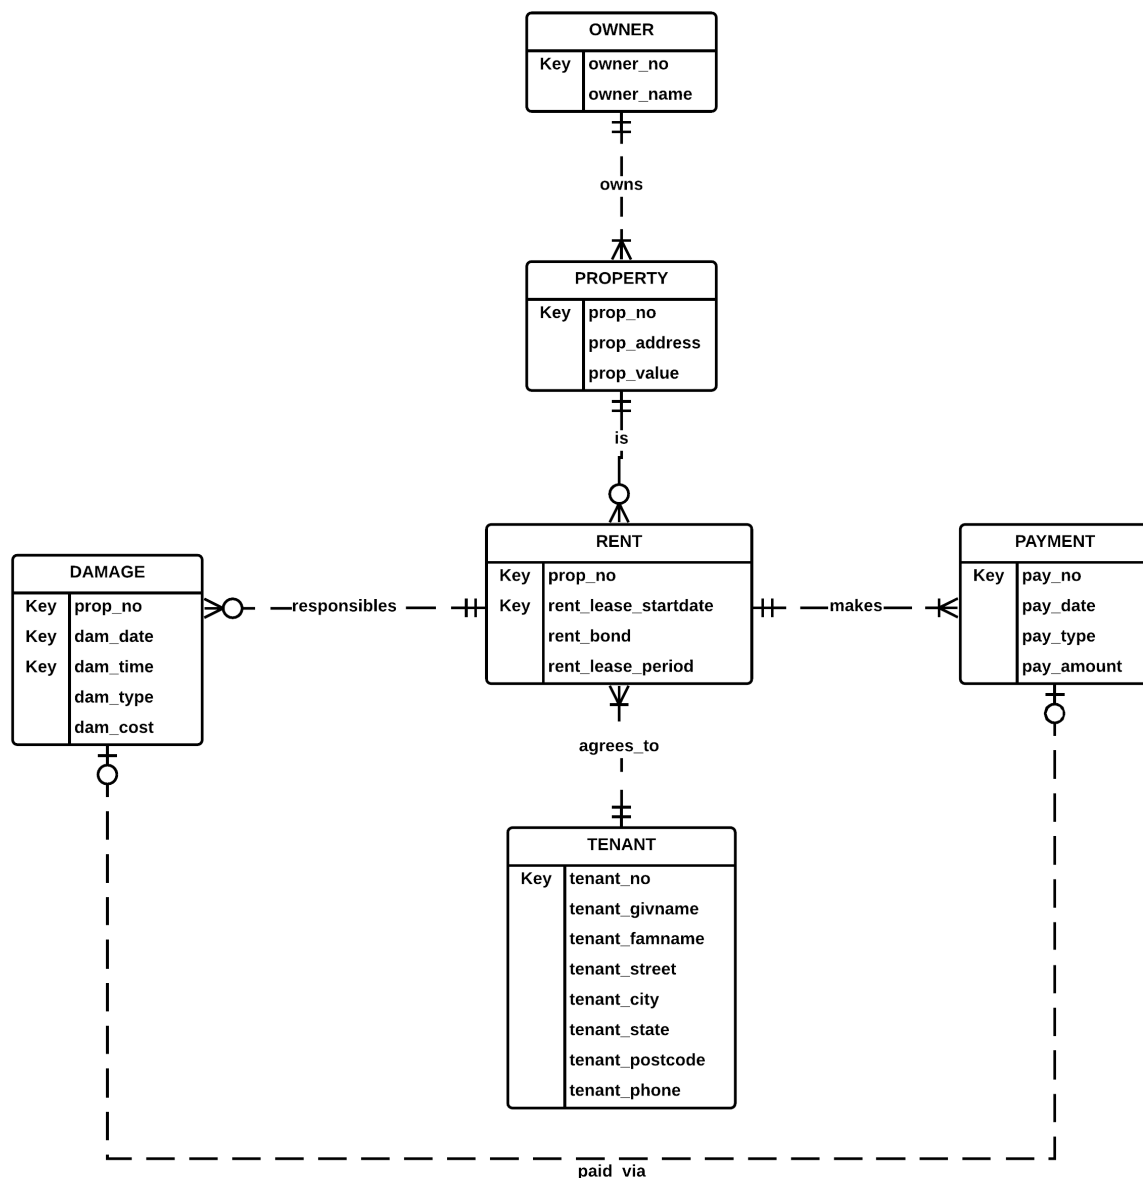 OWNER
Key owner_no
owner_name
owns
PROPERTY
Key prop_no
prop_address
prop_value
is
RENT
Key prop_no
Key rent_lease_startdate
rent_bond
rent_lease_period
DAMAGE
Key prop_no
Key dam_date
Key dam_time
dam_type
dam_cost
responsibles
makes
PAYMENT
Key pay_no
pay_date
pay_type
pay_amount
agrees_to
TENANT
Key tenant_no
tenant_givname
tenant_famname
tenant_street
tenant_city
tenant_state
tenant_postcode
tenant_phone
paid_via